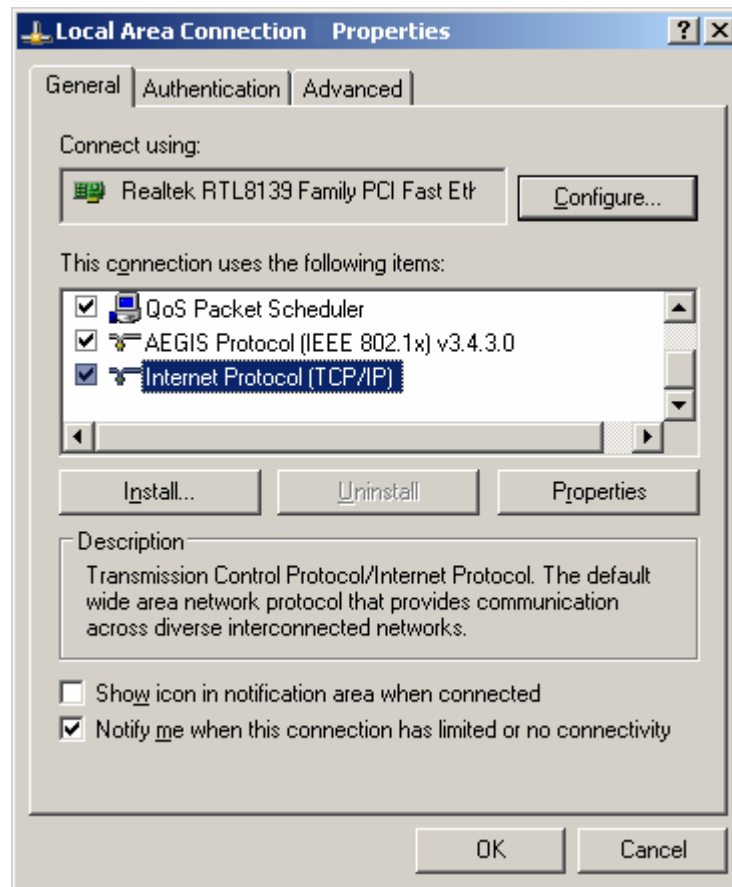 Local Area Connection Properties
General Authentication Advanced
Connect using:
Realtek RTL8139 Family PCI Fast Eth
Configure...
This connection uses the following items:
QoS Packet Scheduler
AEGIS Protocol (IEEE 802.1x) v3.4.3.0
Internet Protocol (TCP/IP)
Install... Uninstall Properties
Description
Transmission Control Protocol/Internet Protocol. The default
wide area network protocol that provides communication
across diverse interconnected networks.
Show icon in notification area when connected
Notify me when this connection has limited or no connectivity
OK Cancel